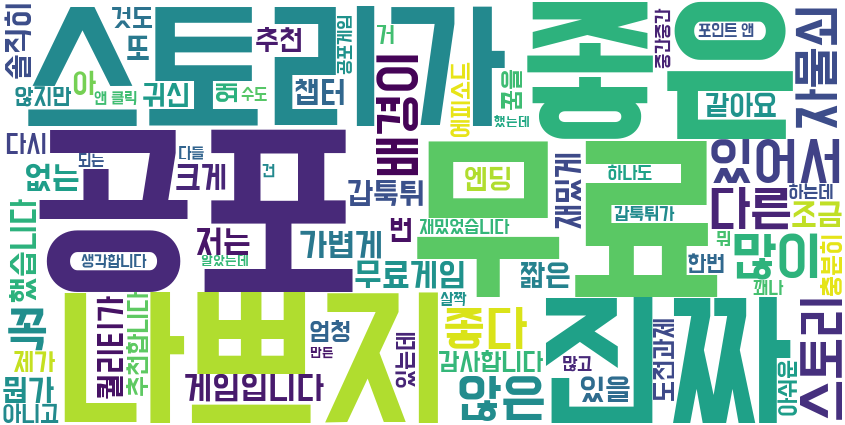 스토리가
좋은
공포
무료
나쁘지
진짜
솔직히
것도
또
추천
공포게임
거
중간중간
포인트 앤
자물쇠
않지만
아
앤 클릭
귀신
왜
수도
챕터
배경이
에피소드
꿈을
했는데
같아요
다시
되는
다들
크게
건
없는
갑툭튀
엔딩
재밌게
하나도
있어서
다른
하는데
조금
갑툭튀가
저는
가볍게
번
재밌었습니다
생각합니다
알았는데
무료게임
짧은
한번
뭔
많이
꽤나
충분히
했습니다
꼭
퀄리티가
추천합니다
엄청
만든
살짝
있는데
좋다
제가
뭔가
아니고
게임입니다
감사합니다
않은
많고
있을
도전과제
아쉬운
스토리